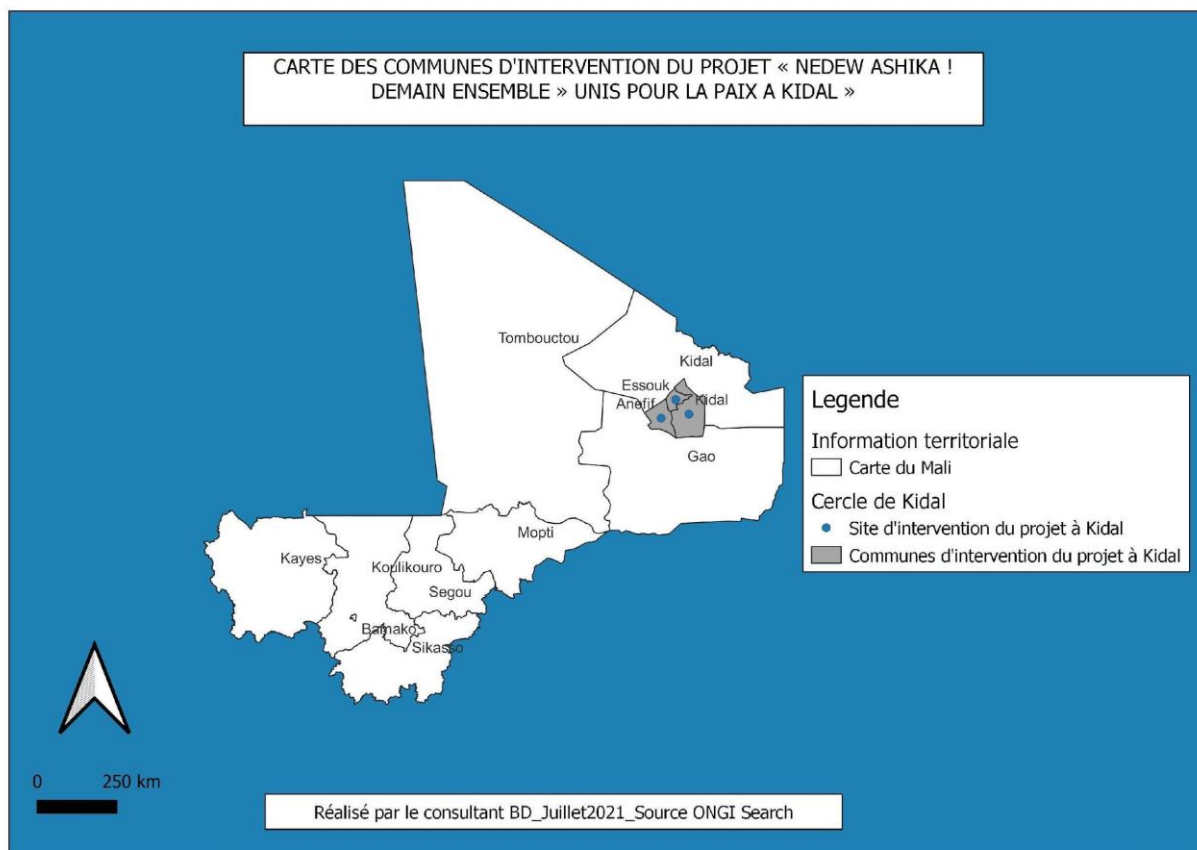 CARTE DES COMMUNES D'INTERVENTION DU PROJET « NEDEW ASHIKA !
DEMAIN ENSEMBLE » UNIS POUR LA PAIX A KIDAL »
Tombouctou
Kidal
Essouk
Anefif
Kidal
Gao
Mopti
Kayes
Koulikouro
Segou
Bamako
Sikasso
Legende
Information territoriale
Carte du Mali
Cercle de Kidal
Site d'intervention du projet à Kidal
Communes d'intervention du projet à Kidal
0 250 km
Réalisé par le consultant BD_Juillet2021_Source ONGI Search